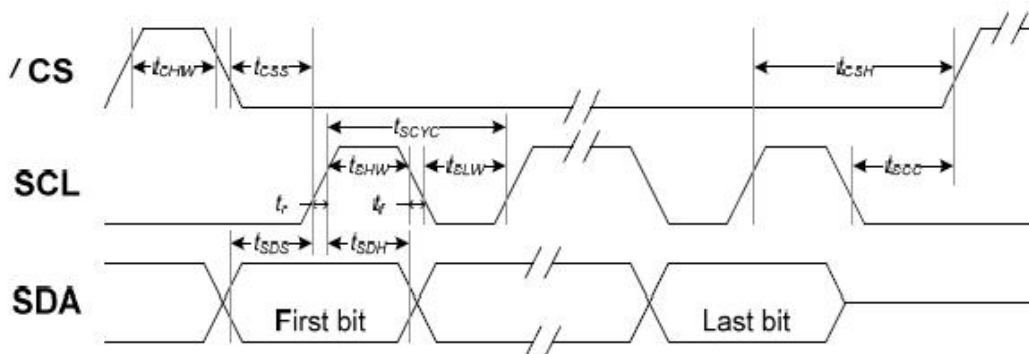 /CS
tCHW
tCSS
tCSH
tSCYC
SCL
tSHW
tSLW
tSCC
tr
tf
tSDS
tSDH
SDA
First bit
Last bit